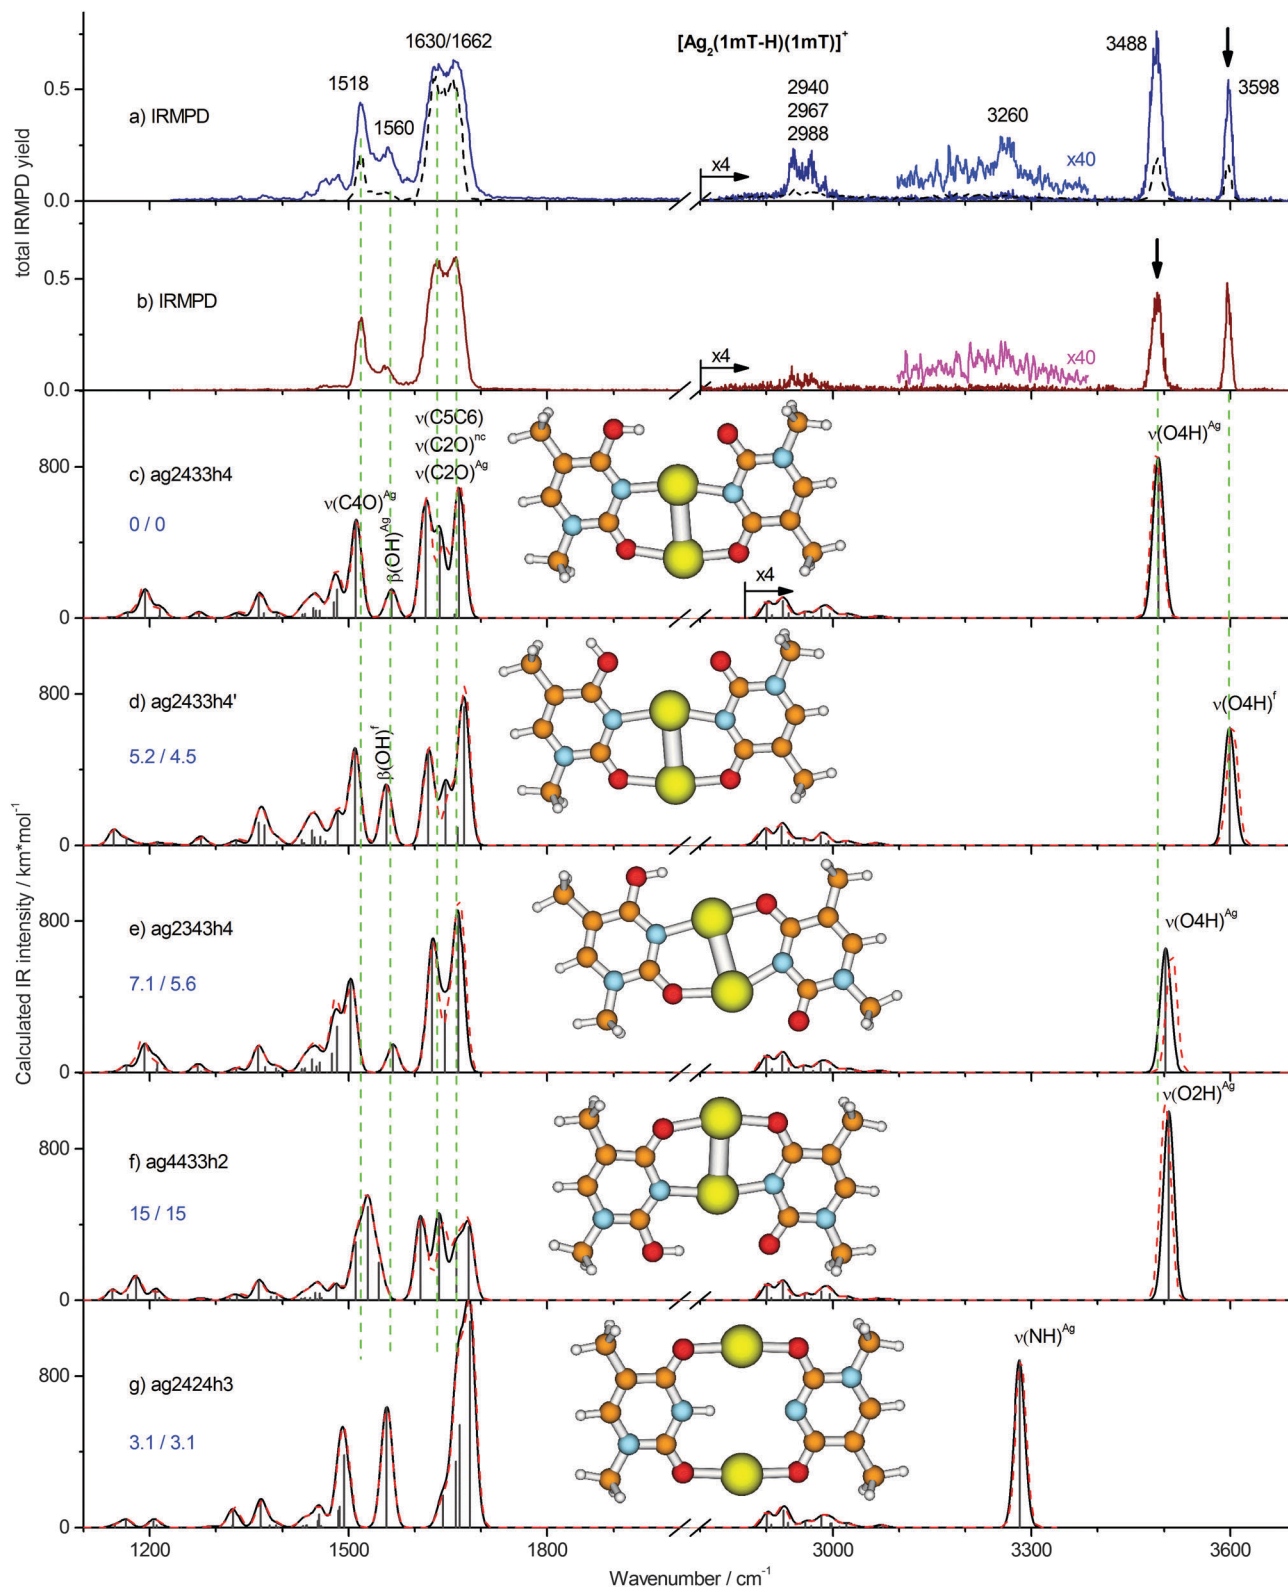 [Ag2(1mT-H)(1mT)]+
1630/1662
1518
1560
2940
2967
2988
3260
3488
3598
a) IRMPD
x4
x40
0.5
0.0
total IRMPD yield
b) IRMPD
x4
x40
0.5
0.0
ν(C5C6)
ν(C2O)nc
ν(C2O)Ag
ν(C4O)Ag
β(OH)Ag
ν(O4H)Ag
c) ag2433h4
0 / 0
x4
800
0
d) ag2433h4'
5.2 / 4.5
β(OH)f
ν(O4H)f
800
0
e) ag2343h4
7.1 / 5.6
ν(O4H)Ag
800
0
Calculated IR intensity / km*mol-1
f) ag4433h2
15 / 15
ν(O2H)Ag
800
0
g) ag2424h3
3.1 / 3.1
ν(NH)Ag
800
0
1200 1500 1800 3000 3300 3600
Wavenumber / cm-1